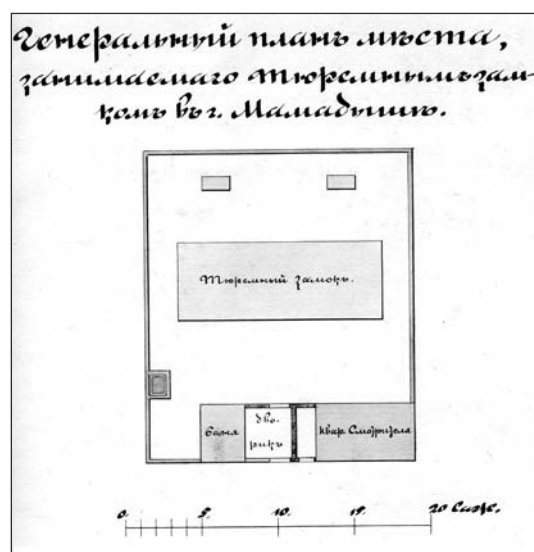 Генеральный планъ мѣста,
занимаемаго Тюремнымъ зам-
комъ въ г. Мамадышѣ.
Тюремный замокъ.
баня
дво-
рикъ
квар. Смотрителя
0. 5. 10. 15. 20 Саж.